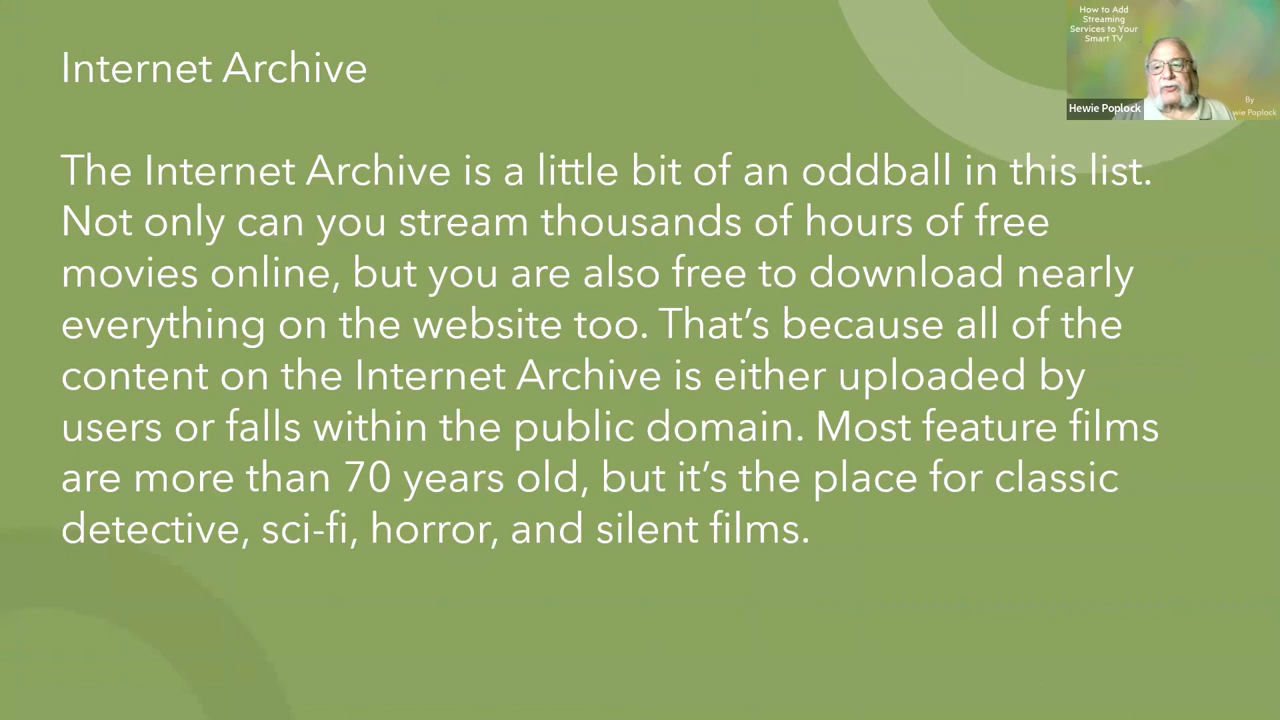 Internet Archive
The Internet Archive is a little bit of an oddball in this list.
Not only can you stream thousands of hours of free
movies online, but you are also free to download nearly
everything on the website too. That’s because all of the
content on the Internet Archive is either uploaded by
users or falls within the public domain. Most feature films
are more than 70 years old, but it’s the place for classic
detective, sci-fi, horror, and silent films.
How to Add
Streaming
Services to Your
Smart TV
Hewie Poplock
By
wie Poplock